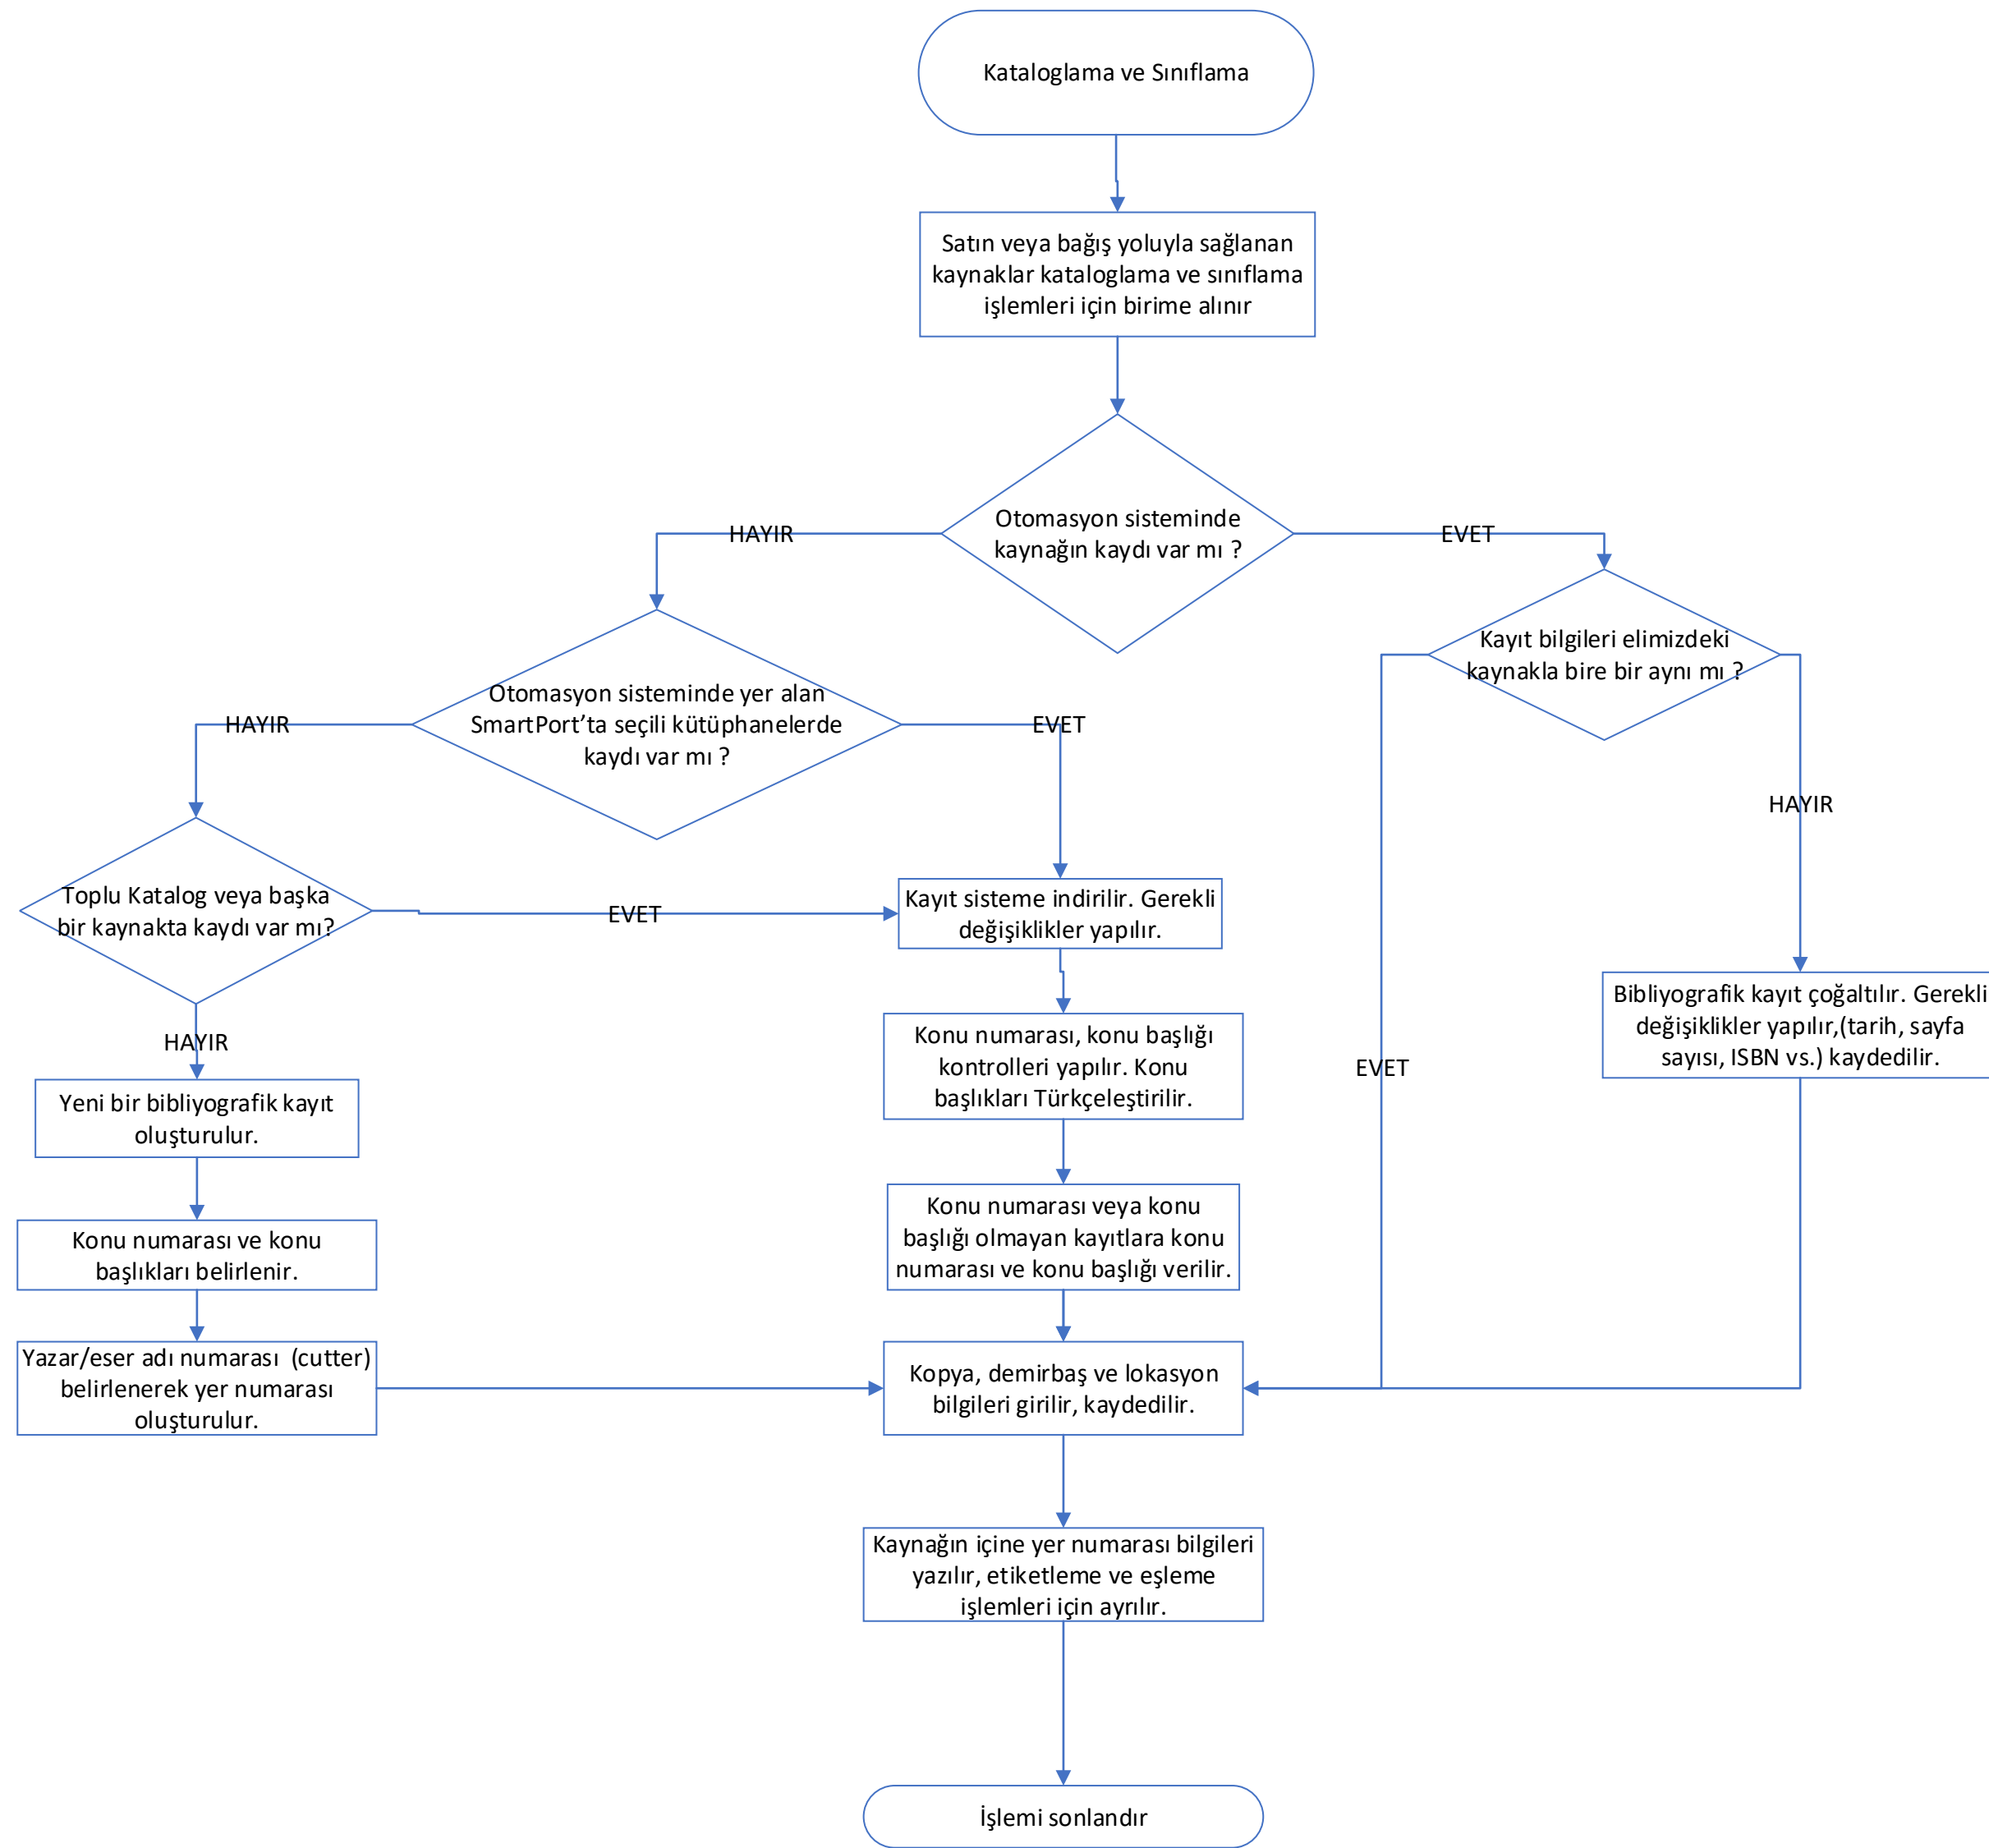 Kataloglama ve Sınıflama
Satın veya bağış yoluyla sağlanan
kaynaklar kataloglama ve sınıflama
işlemleri için birime alınır
Otomasyon sisteminde
kaynağın kaydı var mı ?
HAYIR
EVET
Kayıt bilgileri elimizdeki
kaynakla bire bir aynı mı ?
Otomasyon sisteminde yer alan
SmartPort’ta seçili kütüphanelerde
kaydı var mı ?
HAYIR
EVET
HAYIR
Toplu Katalog veya başka
bir kaynakta kaydı var mı?
EVET
Kayıt sisteme indirilir. Gerekli
değişiklikler yapılır.
Bibliyografik kayıt çoğaltılır. Gerekli
değişiklikler yapılır,(tarih, sayfa
sayısı, ISBN vs.) kaydedilir.
HAYIR
Konu numarası, konu başlığı
kontrolleri yapılır. Konu
başlıkları Türkçeleştirilir.
EVET
Yeni bir bibliyografik kayıt
oluşturulur.
Konu numarası veya konu
başlığı olmayan kayıtlara konu
numarası ve konu başlığı verilir.
Konu numarası ve konu
başlıkları belirlenir.
Yazar/eser adı numarası  (cutter)
belirlenerek yer numarası
oluşturulur.
Kopya, demirbaş ve lokasyon
bilgileri girilir, kaydedilir.
Kaynağın içine yer numarası bilgileri
yazılır, etiketleme ve eşleme
işlemleri için ayrılır.
İşlemi sonlandır